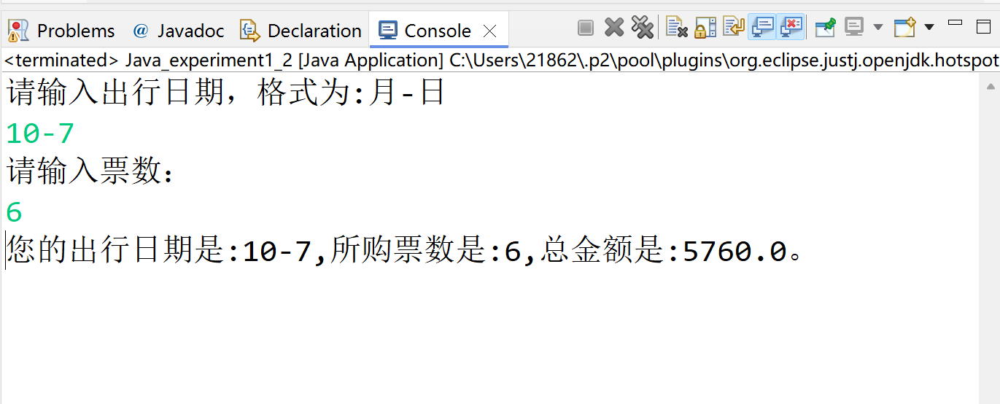 Problems @ Javadoc Declaration Console
<terminated> Java_experiment1_2 [Java Application] C:\Users\21862\.p2\pool\plugins\org.eclipse.justj.openjdk.hotspot
请输入出行日期，格式为:月-日
10-7
请输入票数：
6
您的出行日期是:10-7,所购票数是:6,总金额是:5760.0。